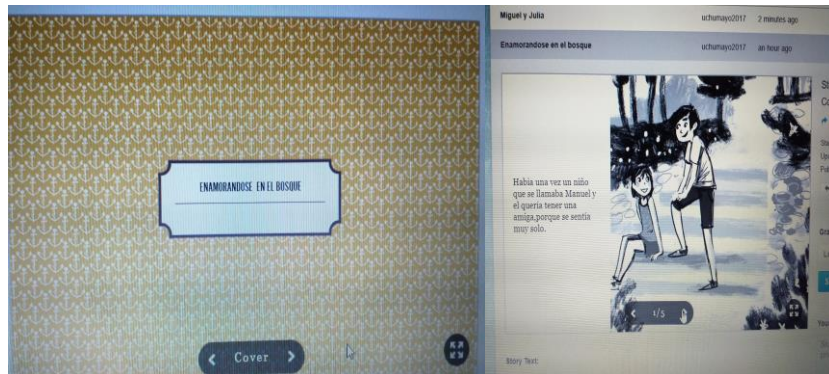 ENAMORANDOSE EN EL BOSQUE
Cover
Miguel y Julia uchumayo2017 2 minutes ago
Enamorandose en el bosque uchumayo2017 an hour ago
Habia una vez un niño
que se llamaba Manuel y
el queria tener una
amiga,porque se sentia
muy solo.
1/5
Story Text: